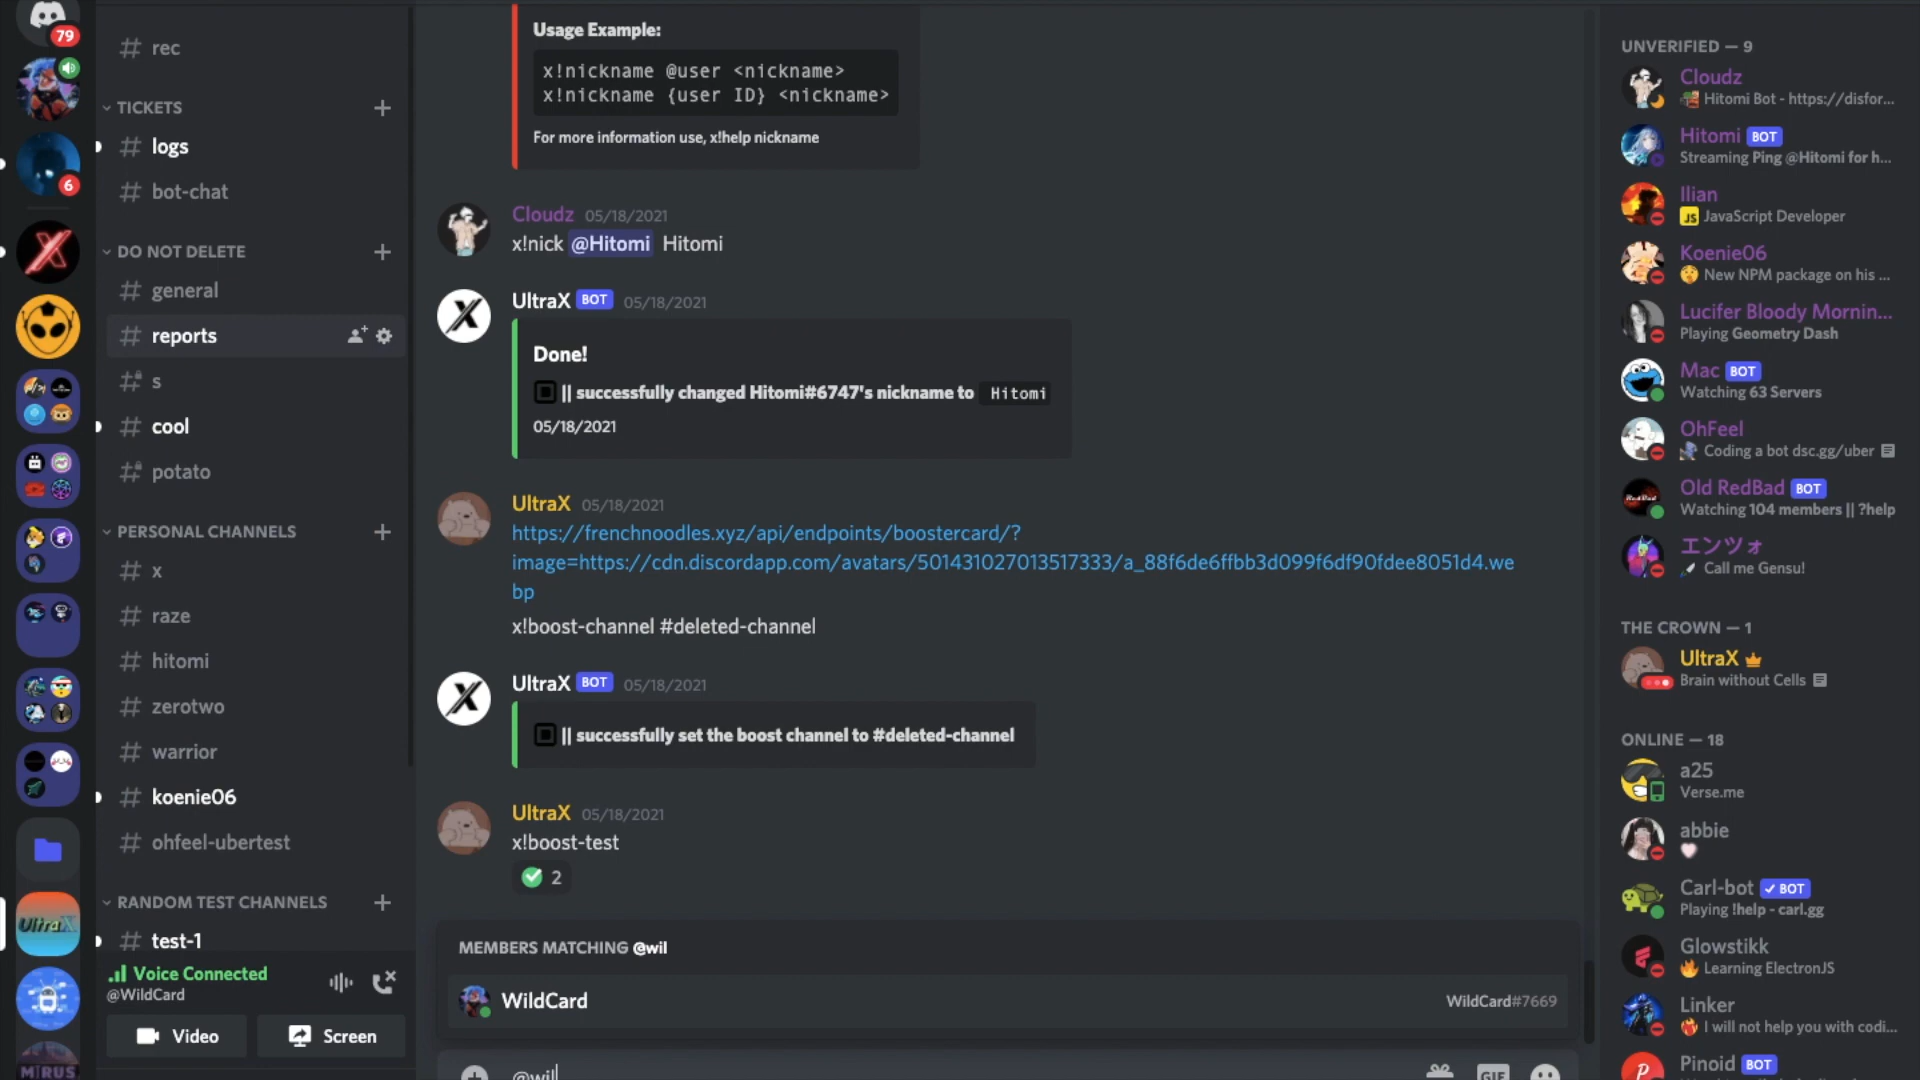 79
6
UltraX
MIRUS
rec
TICKETS
logs
bot-chat
DO NOT DELETE
general
reports
s
cool
potato
PERSONAL CHANNELS
x
raze
hitomi
zerotwo
warrior
koenie06
ohfeel-ubertest
RANDOM TEST CHANNELS
test-1
Voice Connected
@WildCard
Video
Screen
Usage Example:
x!nickname @user <nickname>
x!nickname {user ID} <nickname>
For more information use, x!help nickname
Cloudz 05/18/2021
x!nick @Hitomi Hitomi
UltraX BOT 05/18/2021
Done!
|| successfully changed Hitomi#6747's nickname to Hitomi
05/18/2021
UltraX 05/18/2021
https://frenchnoodles.xyz/api/endpoints/boostercard/?
image=https://cdn.discordapp.com/avatars/501431027013517333/a_88f6de6ffbb3d099f6df90fdee8051d4.we
bp
x!boost-channel #deleted-channel
UltraX BOT 05/18/2021
|| successfully set the boost channel to #deleted-channel
UltraX 05/18/2021
x!boost-test
2
MEMBERS MATCHING @wil
WildCard WildCard#7669
@wil
GIF
UNVERIFIED — 9
Cloudz
Hitomi Bot - https://disfor...
Hitomi BOT
Streaming Ping @Hitomi for h...
Ilian
JS JavaScript Developer
Koenie06
New NPM package on his ...
Lucifer Bloody Mornin...
Playing Geometry Dash
Mac BOT
Watching 63 Servers
OhFeel
Coding a bot dsc.gg/uber
Old RedBad BOT
Watching 104 members || ?help
エンツォ
Call me Gensu!
THE CROWN — 1
UltraX
Brain without Cells
ONLINE — 18
a25
Verse.me
abbie
Carl-bot BOT
Playing !help - carl.gg
Glowstikk
Learning ElectronJS
Linker
I will not help you with codi...
Pinoid BOT